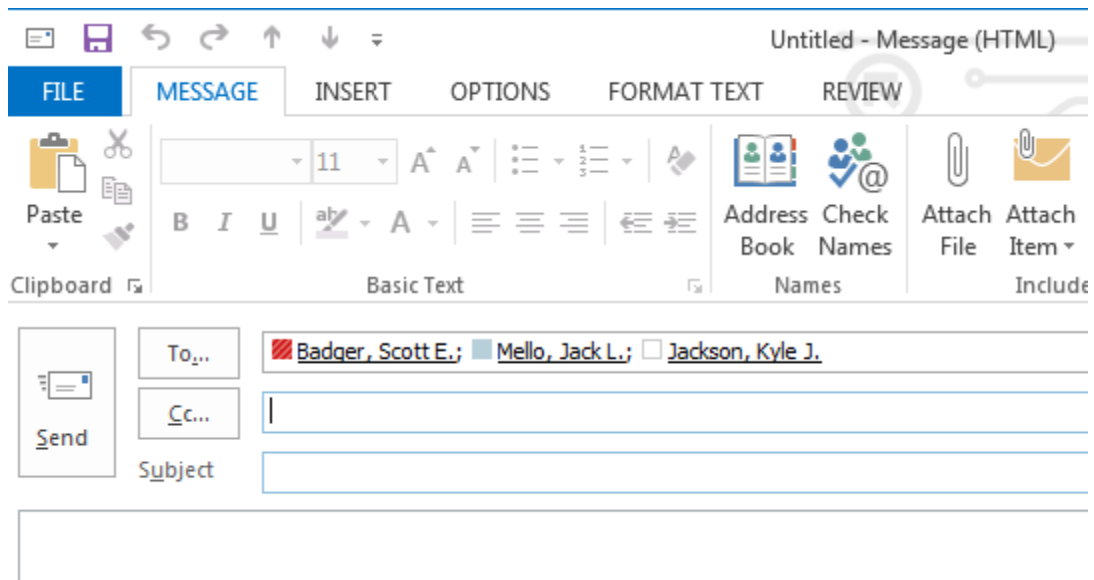 Untitled - Message (HTML)
FILE MESSAGE INSERT OPTIONS FORMAT TEXT REVIEW
11 A A
Paste
B I U ab A
Address Check Attach Attach
Book Names File Item
Clipboard Basic Text Names Include
To... Badger, Scott E.; Mello, Jack L.; Jackson, Kyle J.
Cc...
Send
Subject